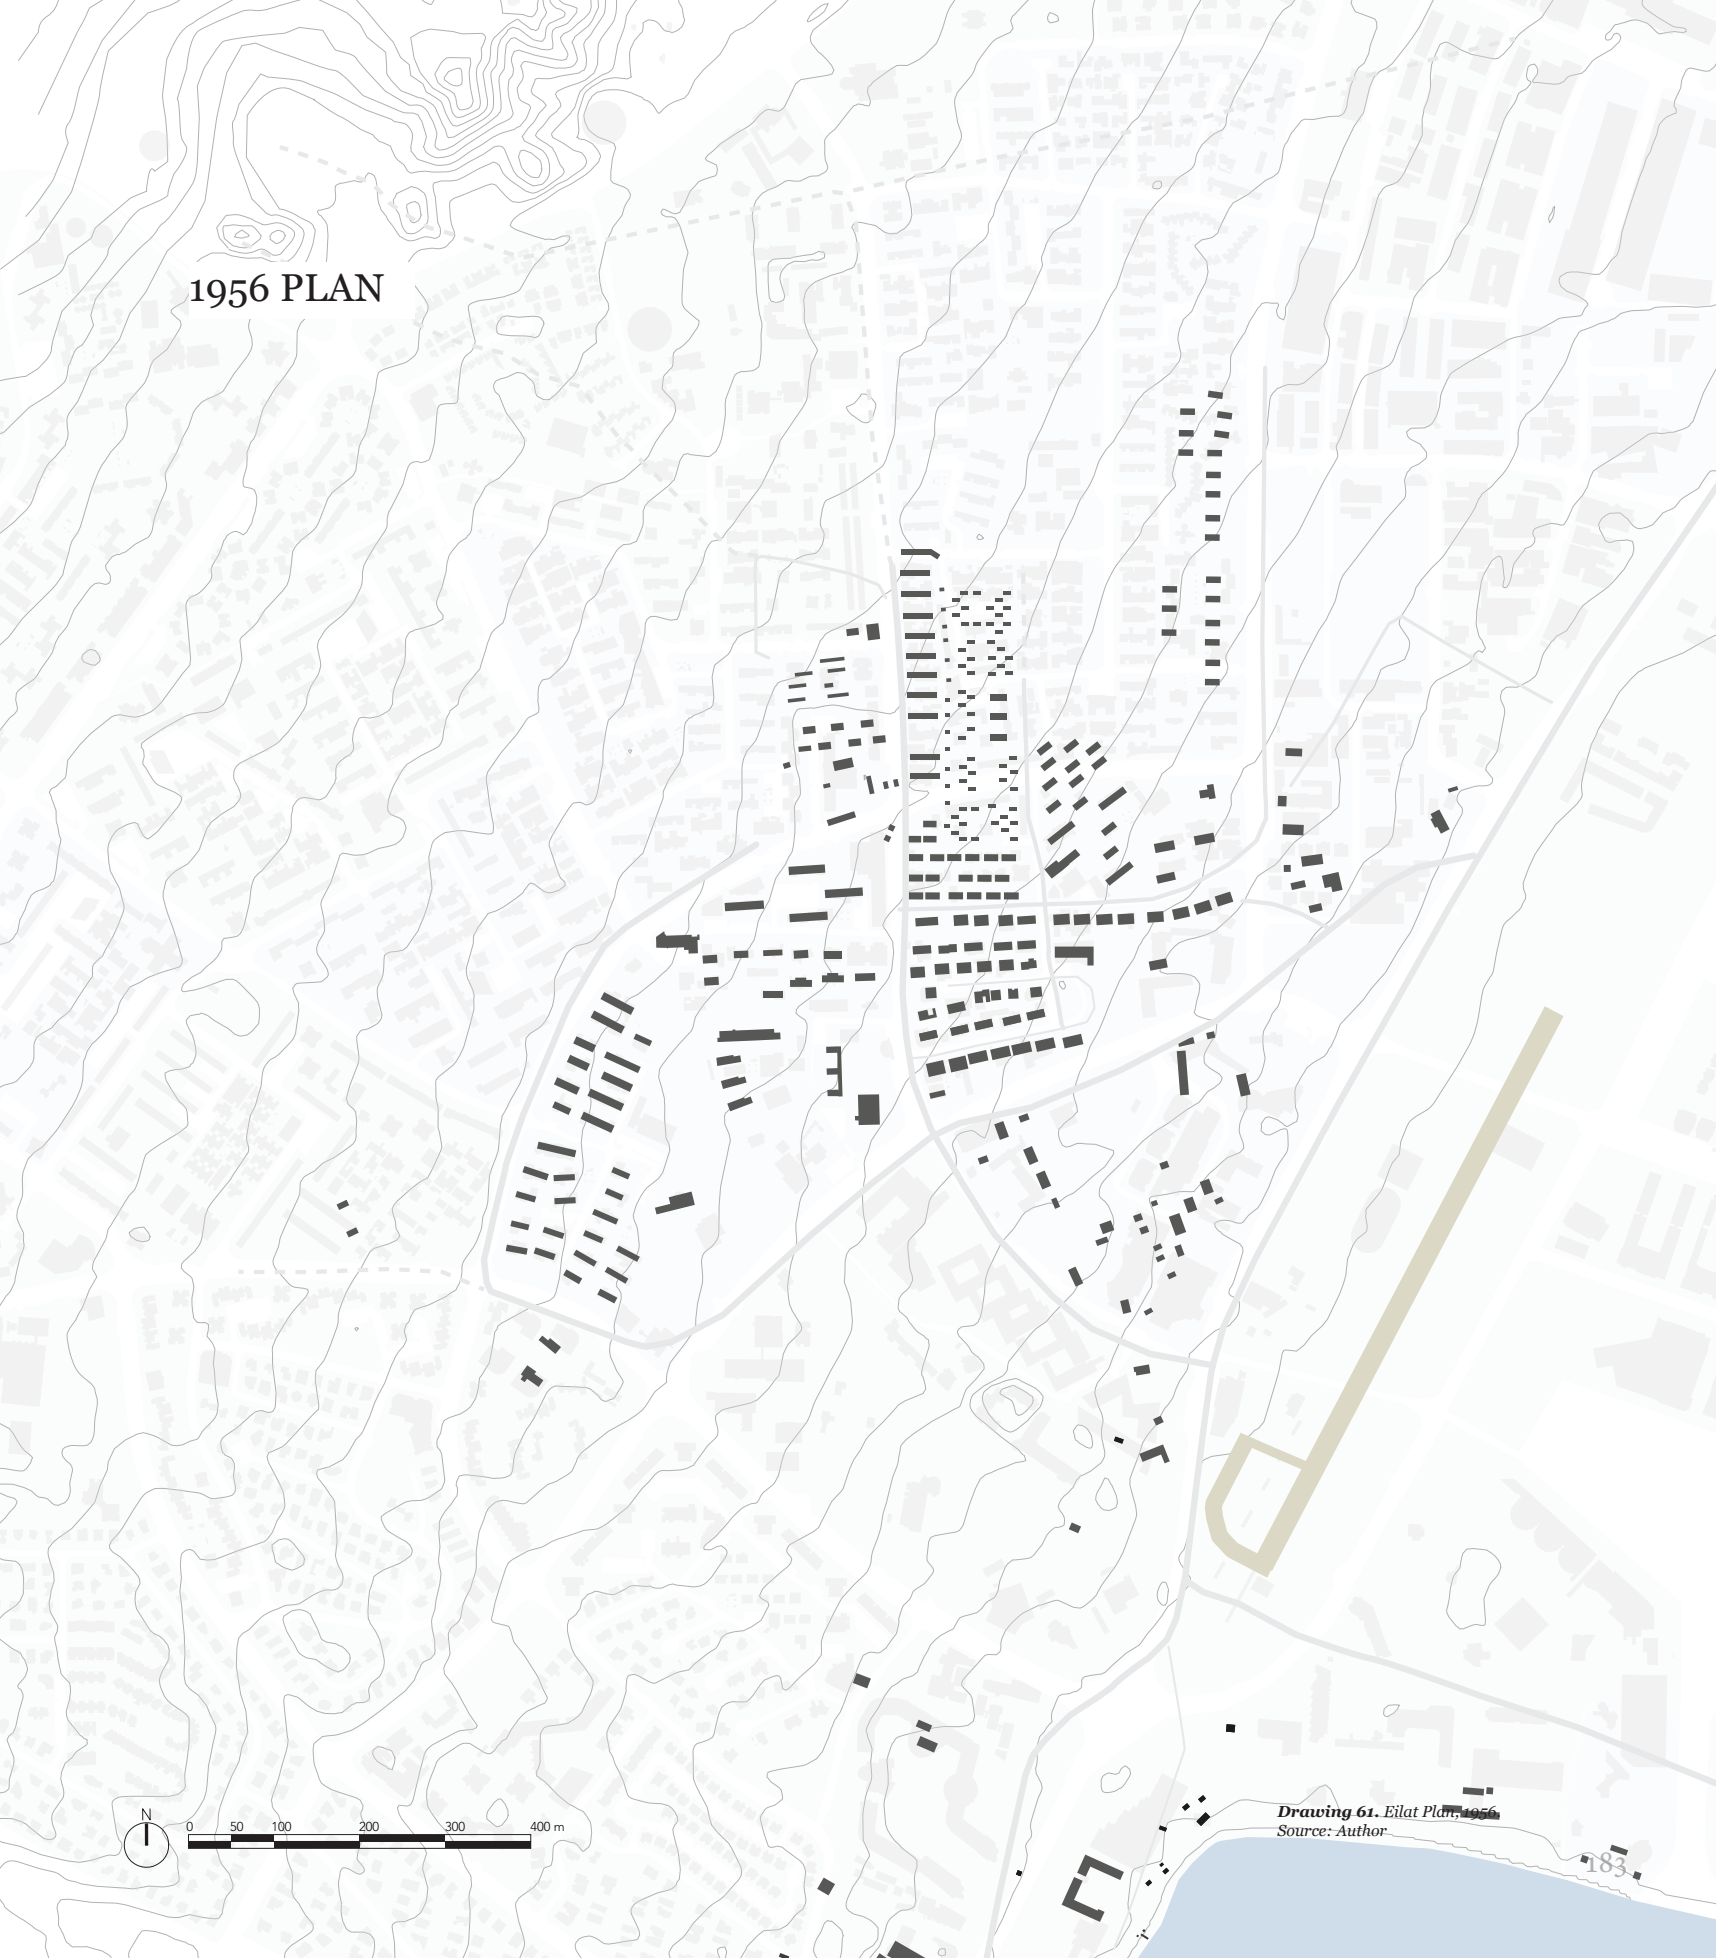 1956 PLAN
N
0 50 100 200 300 400 m
Drawing 61. Eilat Plan, 1956.
Source: Author
183